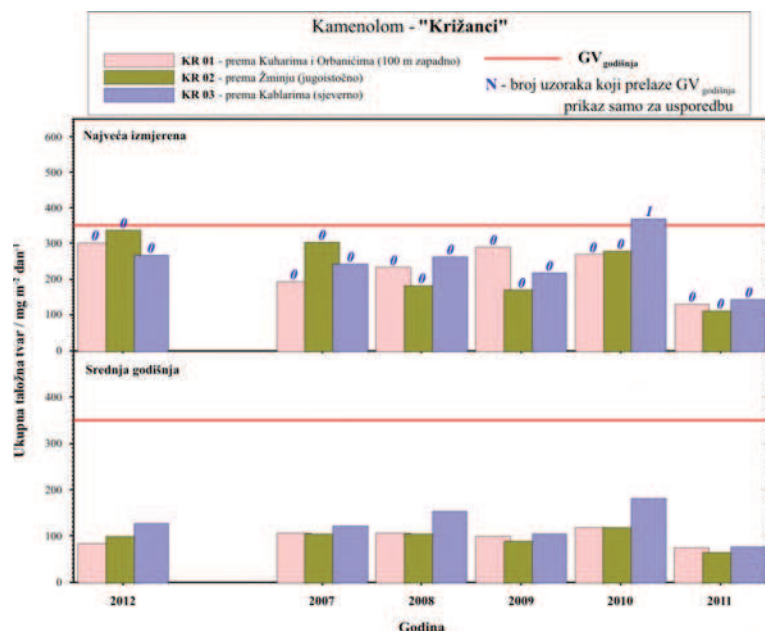 Kamenolom - "Križanci"
KR 01 - prema Kuharima i Orbanićima (100 m zapadno)
KR 02 - prema Žminju (jugoistočno)
KR 03 - prema Kablarima (sjeverno)
GV godišnja
N - broj uzoraka koji prelaze GV godišnja
prikaz samo za usporedbu
Ukupna taložna tvar / mg m-2 dan-1
Najveća izmjerena
600
500
400
300
200
100
0
0 0 0 0 0 0 0 0 0 0 0 0 0 0 1 0 0 0
Srednja godišnja
400
300
200
100
0
2012 2007 2008 2009 2010 2011
Godina